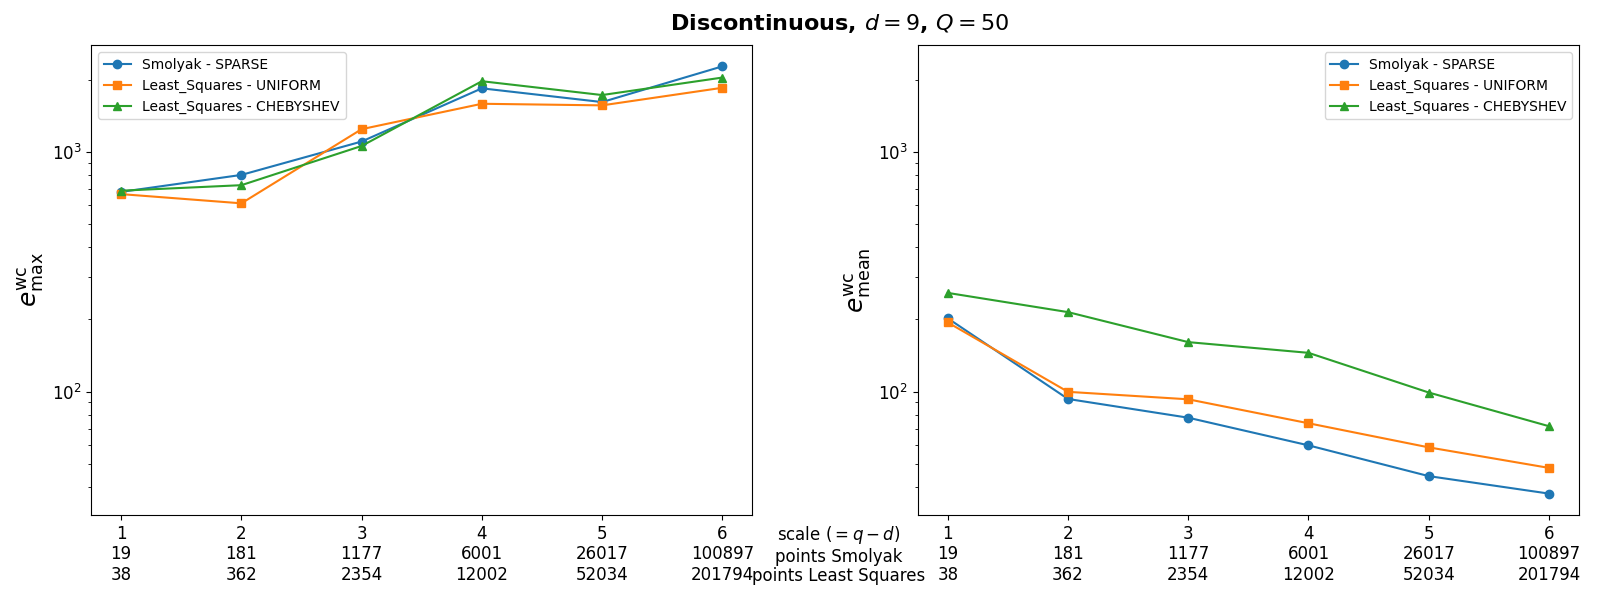 Discontinuous, d = 9, Q = 50
Smolyak - SPARSE
Least_Squares - UNIFORM
Least_Squares - CHEBYSHEV
10³
10²
e^wc_max
1 2 3 4 5 6
19 181 1177 6001 26017 100897
38 362 2354 12002 52034 201794
scale (= q − d)
points Smolyak
points Least Squares
Smolyak - SPARSE
Least_Squares - UNIFORM
Least_Squares - CHEBYSHEV
10³
10²
e^wc_mean
1 2 3 4 5 6
19 181 1177 6001 26017 100897
38 362 2354 12002 52034 201794